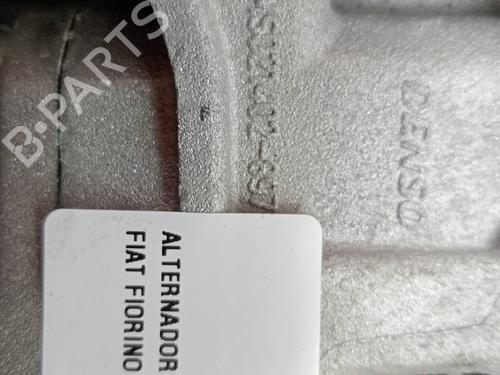 B-PARTS
DENSO
ALTERNADOR
FIAT FIORINO